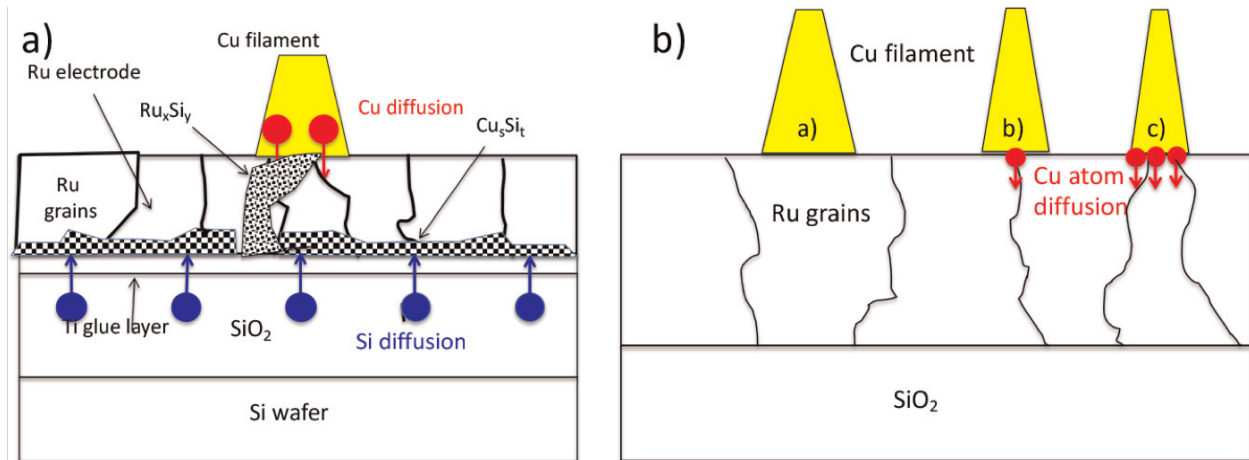 a)
Cu filament
Ru electrode
RuxSiy
Cu diffusion
CusSit
Ru
grains
Ti glue layer
SiO2
Si diffusion
Si wafer
b)
Cu filament
a)
b)
c)
Cu atom
diffusion
Ru grains
SiO2